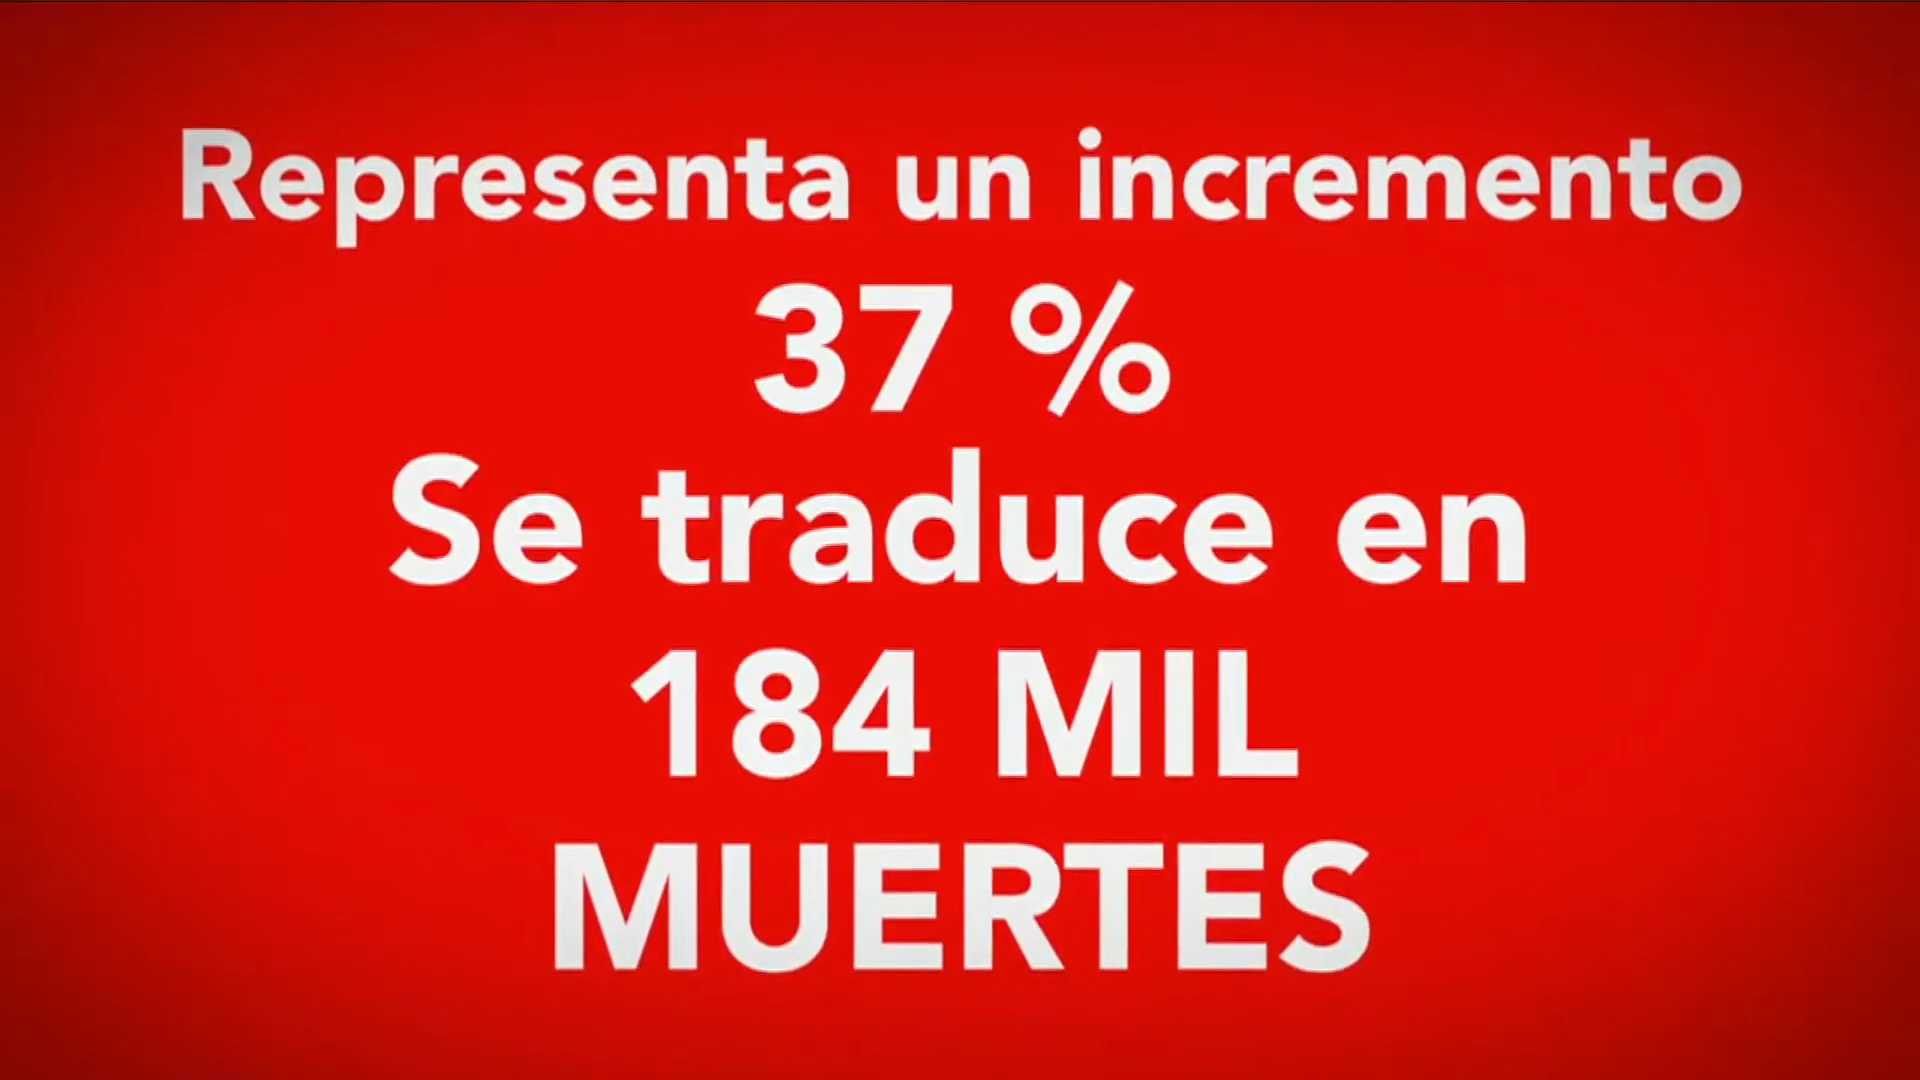 Representa un incremento
37 %
Se traduce en
184 MIL
MUERTES